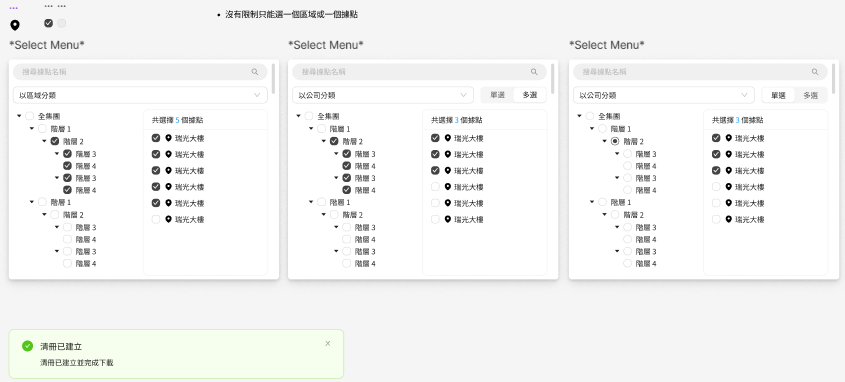 • 沒有限制只能選一個區域或一個據點
*Select Menu*
搜尋據點名稱
以區域分類
全集團
階層 1
階層 2
階層 3
階層 4
階層 3
階層 4
階層 1
階層 2
階層 3
階層 4
階層 3
階層 4
共選擇 5 個據點
瑞光大樓
瑞光大樓
瑞光大樓
瑞光大樓
瑞光大樓
瑞光大樓
*Select Menu*
搜尋據點名稱
以公司分類
單選
多選
全集團
階層 1
階層 2
階層 3
階層 4
階層 3
階層 4
階層 1
階層 2
階層 3
階層 4
階層 3
階層 4
共選擇 3 個據點
瑞光大樓
瑞光大樓
瑞光大樓
瑞光大樓
瑞光大樓
瑞光大樓
*Select Menu*
搜尋據點名稱
以公司分類
單選
多選
全集團
階層 1
階層 2
階層 3
階層 4
階層 3
階層 4
階層 1
階層 2
階層 3
階層 4
階層 3
階層 4
共選擇 3 個據點
瑞光大樓
瑞光大樓
瑞光大樓
瑞光大樓
瑞光大樓
瑞光大樓
清冊已建立
清冊已建立並完成下載